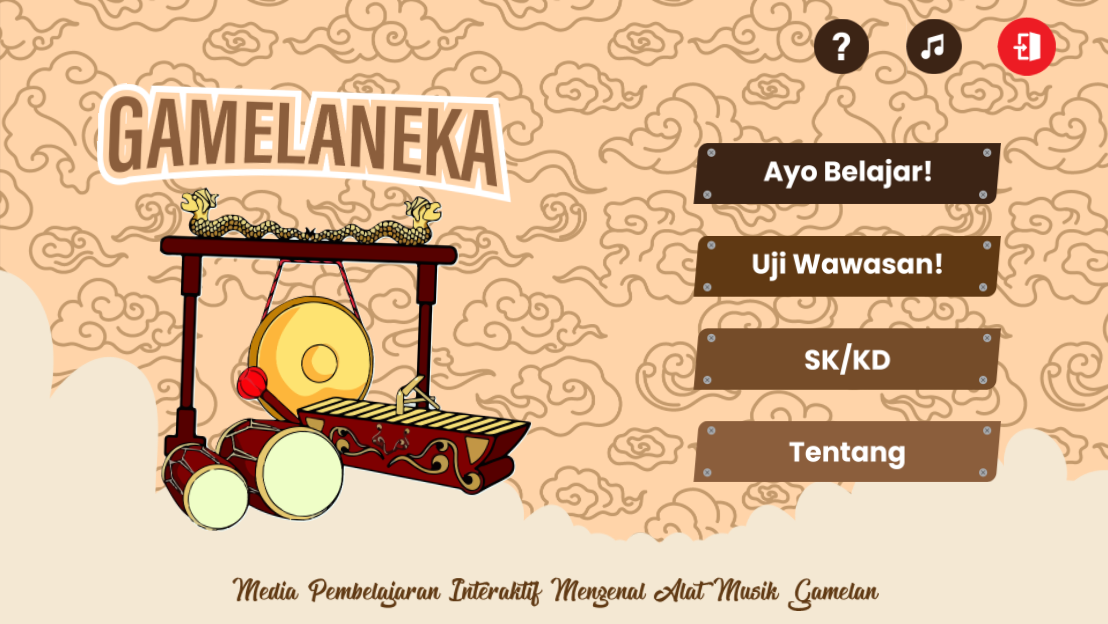 ?
GAMELANEKA
Ayo Belajar!
Uji Wawasan!
SK/KD
Tentang
Media Pembelajaran Interaktif Mengenal Alat Musik Gamelan